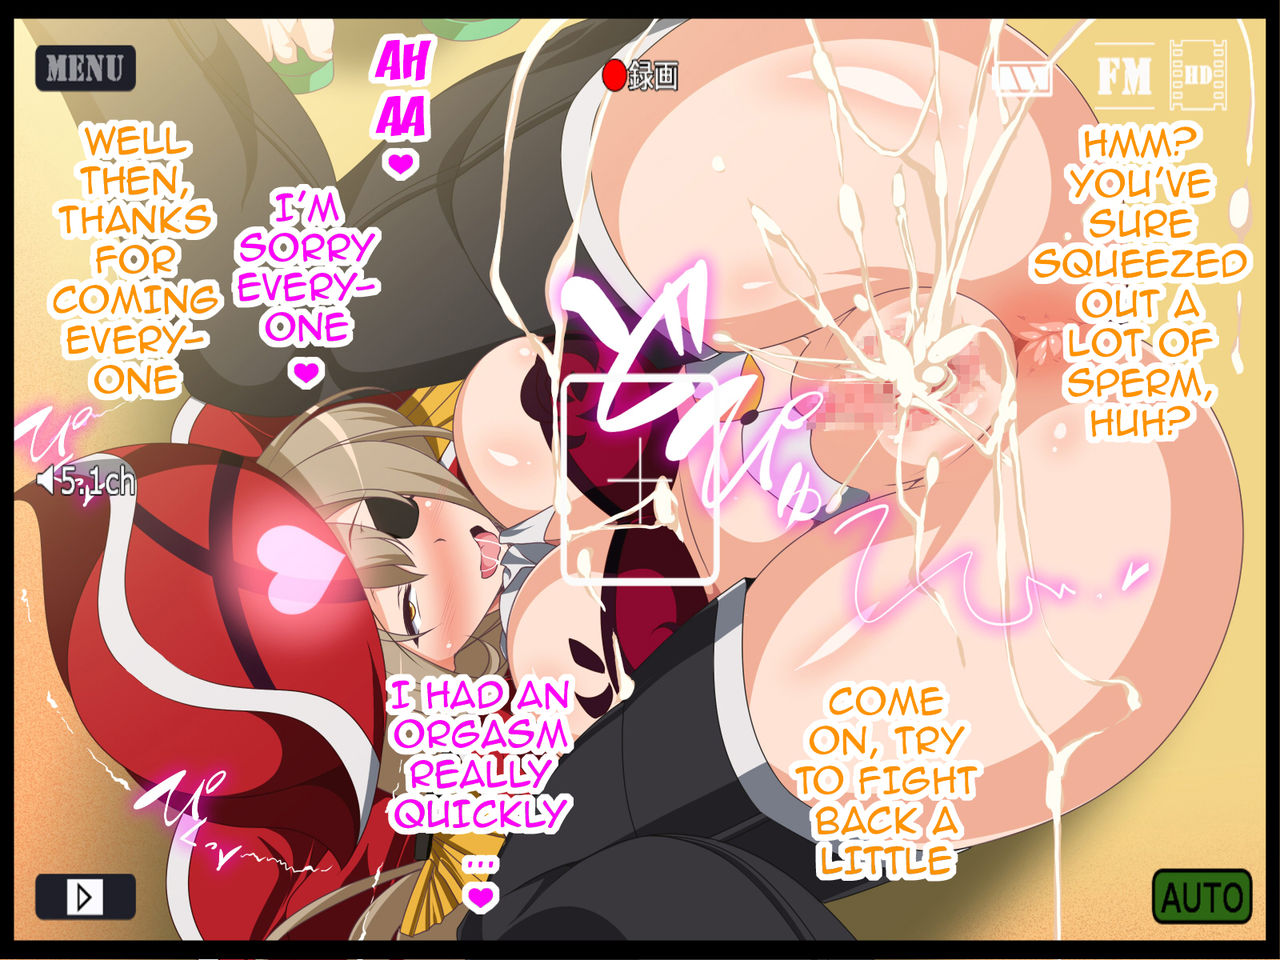 MENU
録画
FM
HD
AH
AA
WELL
THEN,
THANKS
FOR
COMING
EVERY-
ONE
I'M
SORRY
EVERY-
ONE
HMM?
YOU'VE
SURE
SQUEEZED
OUT A
LOT OF
SPERM,
HUH?
5.1ch
I HAD AN
ORGASM
REALLY
QUICKLY
...
COME
ON, TRY
TO FIGHT
BACK A
LITTLE
AUTO